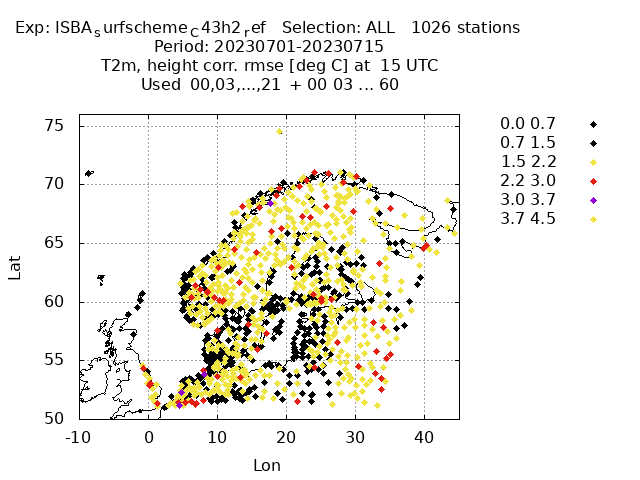 Exp: ISBA_surfscheme_C43h2_ref Selection: ALL 1026 stations
Period: 20230701-20230715
T2m, height corr. rmse [deg C] at 15 UTC
Used 00,03,...,21 + 00 03 ... 60
0.0 0.7
0.7 1.5
1.5 2.2
2.2 3.0
3.0 3.7
3.7 4.5
75
70
65
60
55
50
Lat
-10 0 10 20 30 40
Lon